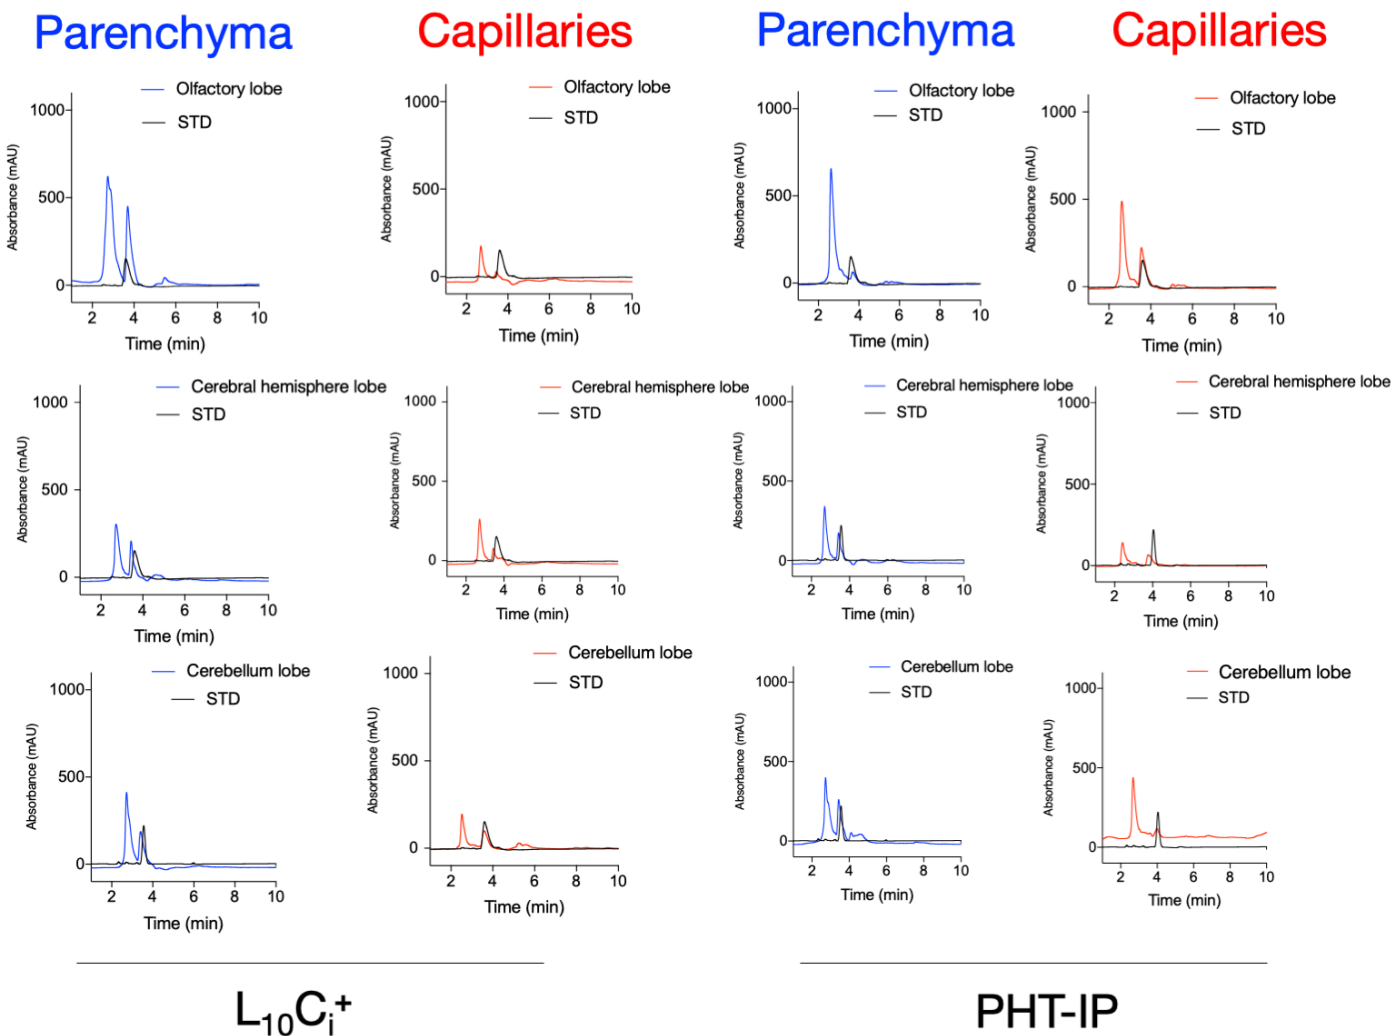 Parenchyma Capillaries Parenchyma Capillaries
Olfactory lobe
STD
1000
500
0
Absorbance (mAU)
2 4 6 8 10
Time (min)
Olfactory lobe
STD
1000
500
0
Absorbance (mAU)
2 4 6 8 10
Time (min)
Olfactory lobe
STD
1000
500
0
Absorbance (mAU)
2 4 6 8 10
Time (min)
Olfactory lobe
STD
1000
500
0
Absorbance (mAU)
2 4 6 8 10
Time (min)
Cerebral hemisphere lobe
STD
1000
500
0
Absorbance (mAU)
2 4 6 8 10
Time (min)
Cerebral hemisphere lobe
STD
1000
500
0
Absorbance (mAU)
2 4 6 8 10
Time (min)
Cerebral hemisphere lobe
STD
1000
500
0
Absorbance (mAU)
2 4 6 8 10
Time (min)
Cerebral hemisphere lobe
STD
1000
500
0
Absorbance (mAU)
2 4 6 8 10
Time (min)
Cerebellum lobe
STD
1000
500
0
Absorbance (mAU)
2 4 6 8 10
Time (min)
Cerebellum lobe
STD
1000
500
0
Absorbance (mAU)
2 4 6 8 10
Time (min)
Cerebellum lobe
STD
1000
500
0
Absorbance (mAU)
2 4 6 8 10
Time (min)
Cerebellum lobe
STD
1000
500
0
Absorbance (mAU)
2 4 6 8 10
Time (min)
L₁₀Cᵢ⁺ PHT-IP